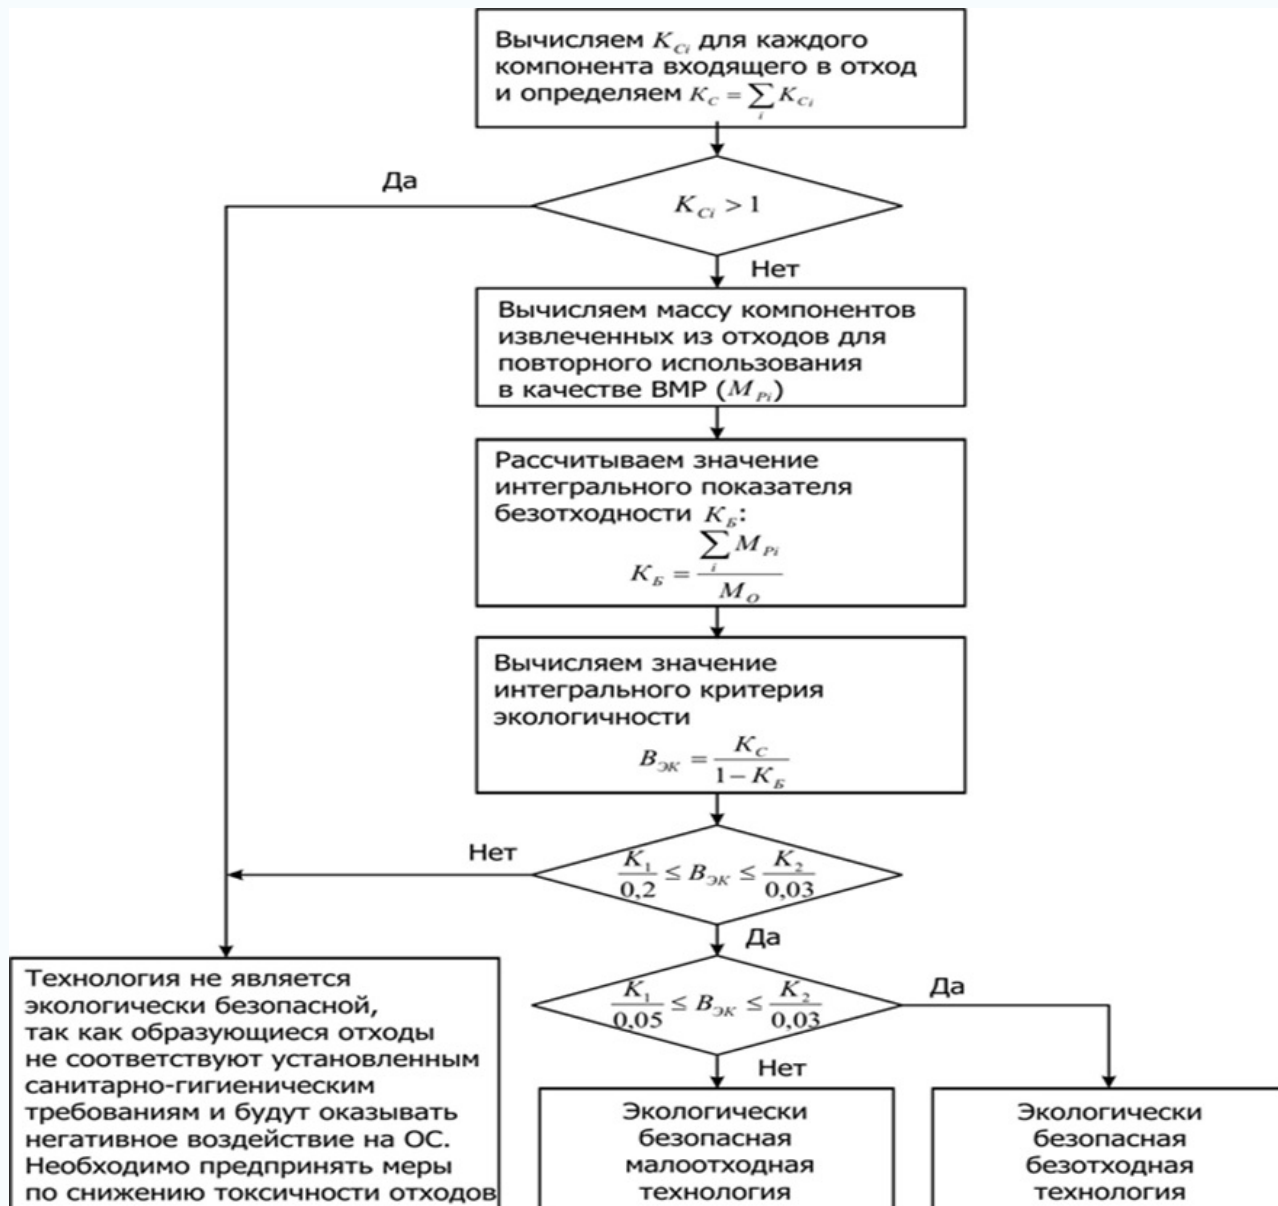 Вычисляем K_Ci для каждого
компонента входящего в отход
и определяем K_C = ∑_i K_Ci
Да
K_Ci > 1
Нет
Вычисляем массу компонентов
извлеченных из отходов для
повторного использования
в качестве ВМР (M_Pi)
Рассчитываем значение
интегрального показателя
безотходности K_Б:
K_Б = ∑_i M_Pi / M_O
Вычисляем значение
интегрального критерия
экологичности
B_ЭК = K_C / (1 − K_Б)
Нет
K_1/0,2 ≤ B_ЭК ≤ K_2/0,03
Да
K_1/0,05 ≤ B_ЭК ≤ K_2/0,03
Да
Нет
Технология не является
экологически безопасной,
так как образующиеся отходы
не соответствуют установленным
санитарно-гигиеническим
требованиям и будут оказывать
негативное воздействие на ОС.
Необходимо предпринять меры
по снижению токсичности отходов
Экологически
безопасная
малоотходная
технология
Экологически
безопасная
безотходная
технология